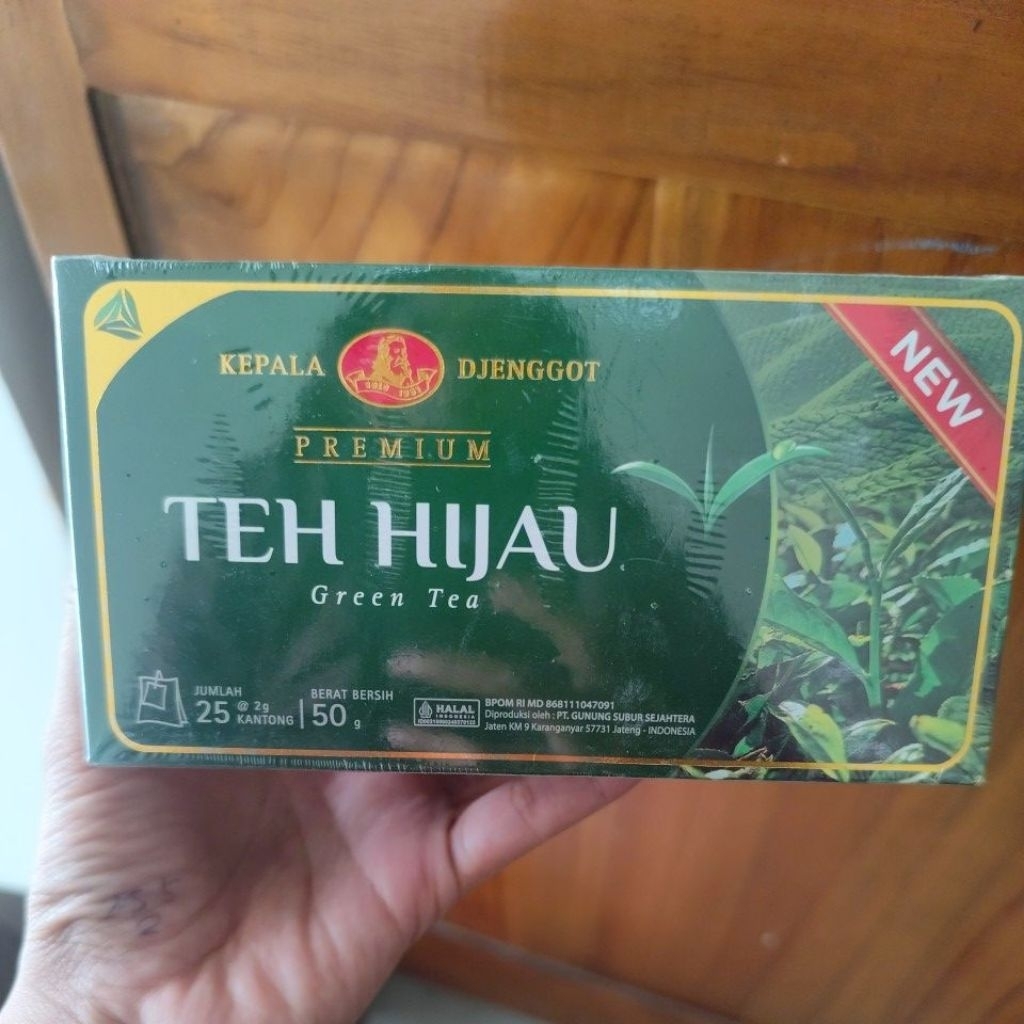 NEW
KEPALA DJENGGOT
PREMIUM
TEH HIJAU
Green Tea
JUMLAH
25 @ 2g KANTONG
BERAT BERSIH
50 g
HALAL
INDONESIA
BPOM RI MD 868111047091
Diproduksi oleh : PT. GUNUNG SUBUR SEJAHTERA
Jaten KM 9 Karanganyar 57731 Jateng - INDONESIA